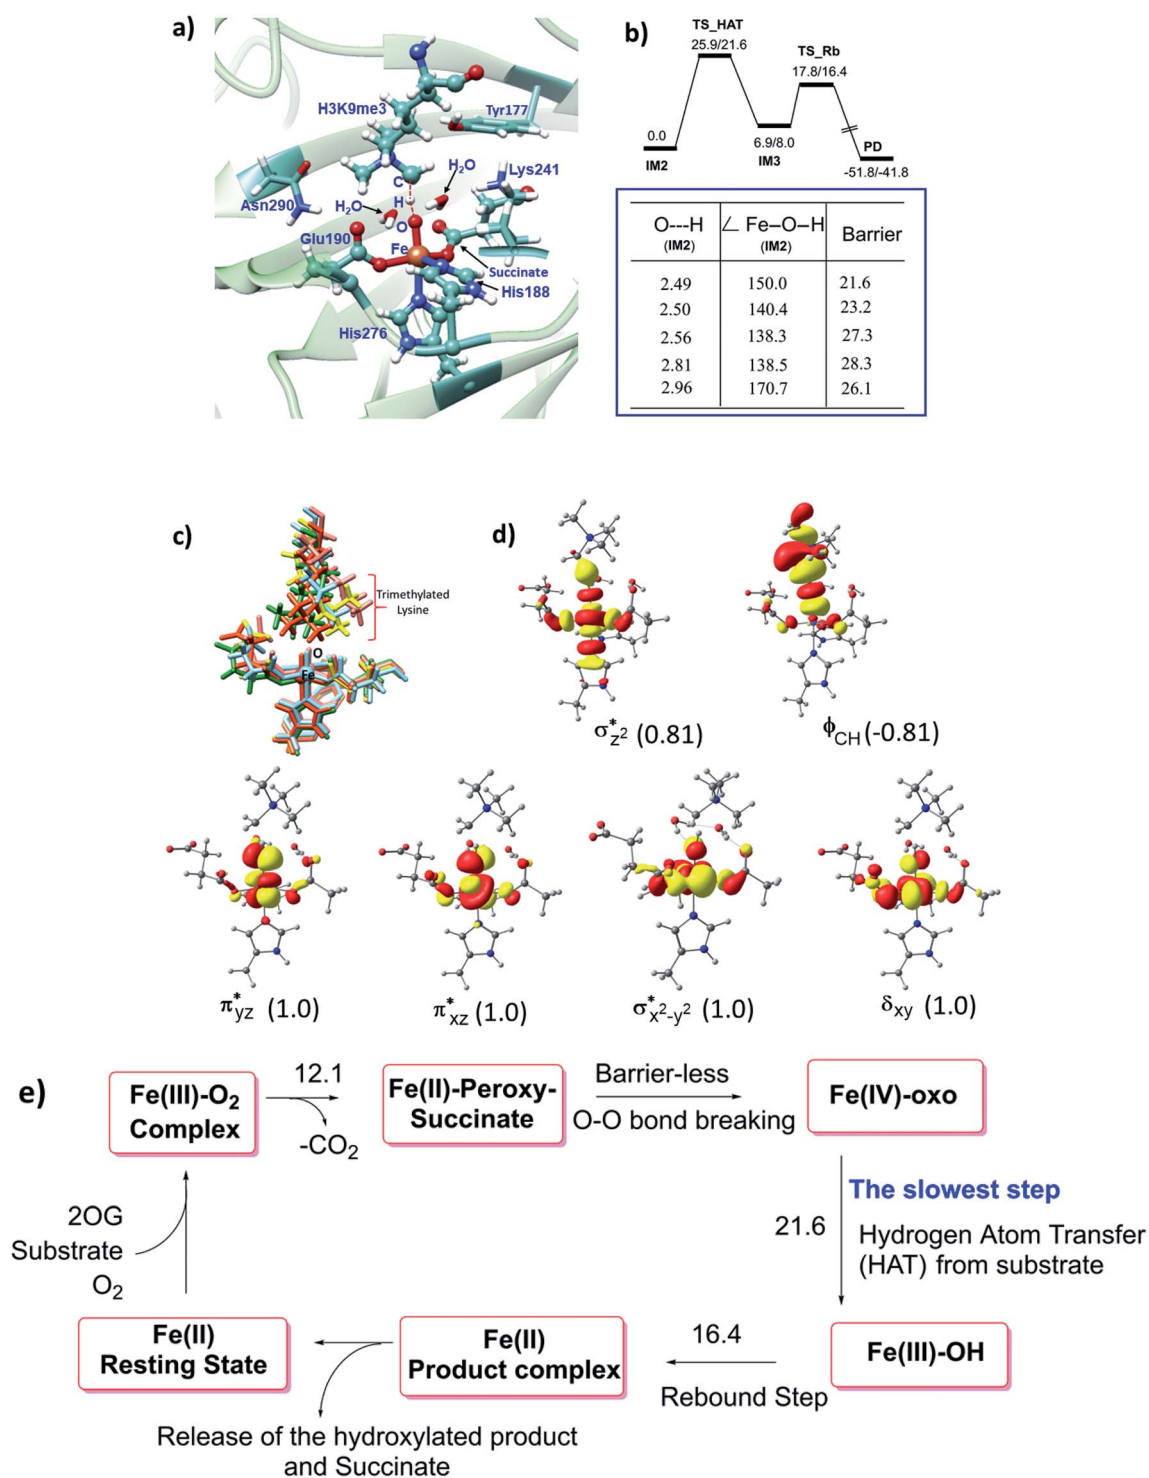 a)
H3K9me3
Tyr177
C
H₂O
Lys241
H
H₂O
Asn290
O
Glu190
Fe
Succinate
His188
His276
b)
TS_HAT
25.9/21.6
TS_Rb
17.8/16.4
0.0
IM2
6.9/8.0
IM3
PD
-51.8/-41.8
O---H ∠ Fe–O–H Barrier
(IM2) (IM2)
2.49 150.0 21.6
2.50 140.4 23.2
2.56 138.3 27.3
2.81 138.5 28.3
2.96 170.7 26.1
c)
Trimethylated
Lysine
O
Fe
d)
σ*z² (0.81)
ϕCH (-0.81)
π*yz (1.0)
π*xz (1.0)
σ*x²-y² (1.0)
δxy (1.0)
e)
Fe(III)-O₂
Complex
12.1
-CO₂
Fe(II)-Peroxy-
Succinate
Barrier-less
O-O bond breaking
Fe(IV)-oxo
The slowest step
21.6
Hydrogen Atom Transfer
(HAT) from substrate
Fe(III)-OH
16.4
Rebound Step
Fe(II)
Product complex
Release of the hydroxylated product
and Succinate
Fe(II)
Resting State
2OG
Substrate
O₂